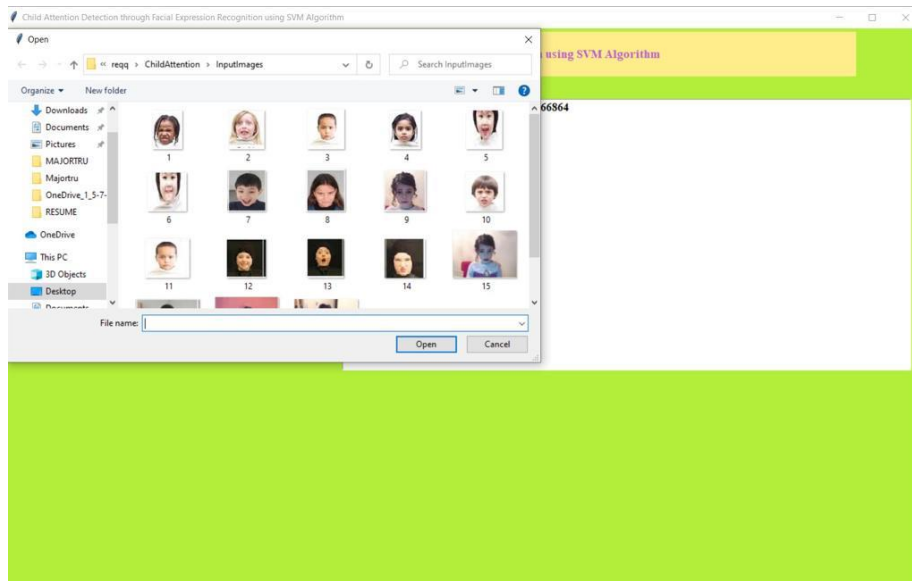 Child Attention Detection through Facial Expression Recognition using SVM Algorithm
Open
using SVM Algorithm
« reqq › ChildAttention › InputImages
Search InputImages
Organize
New folder
66864
Downloads
Documents
Pictures
MAJORTRU
Majortru
OneDrive_1_5-7-
RESUME
OneDrive
This PC
3D Objects
Desktop
1 2 3 4 5
6 7 8 9 10
11 12 13 14 15
File name:
Open Cancel